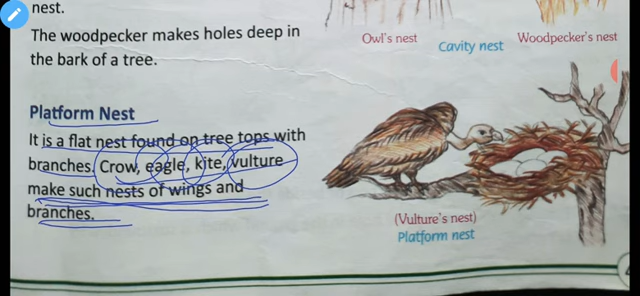 nest.
The woodpecker makes holes deep in
the bark of a tree.
Owl's nest
Cavity nest
Woodpecker's nest
Platform Nest
It is a flat nest found on tree tops with
branches. Crow, eagle, kite, vulture
make such nests of wings and
branches.
(Vulture's nest)
Platform nest